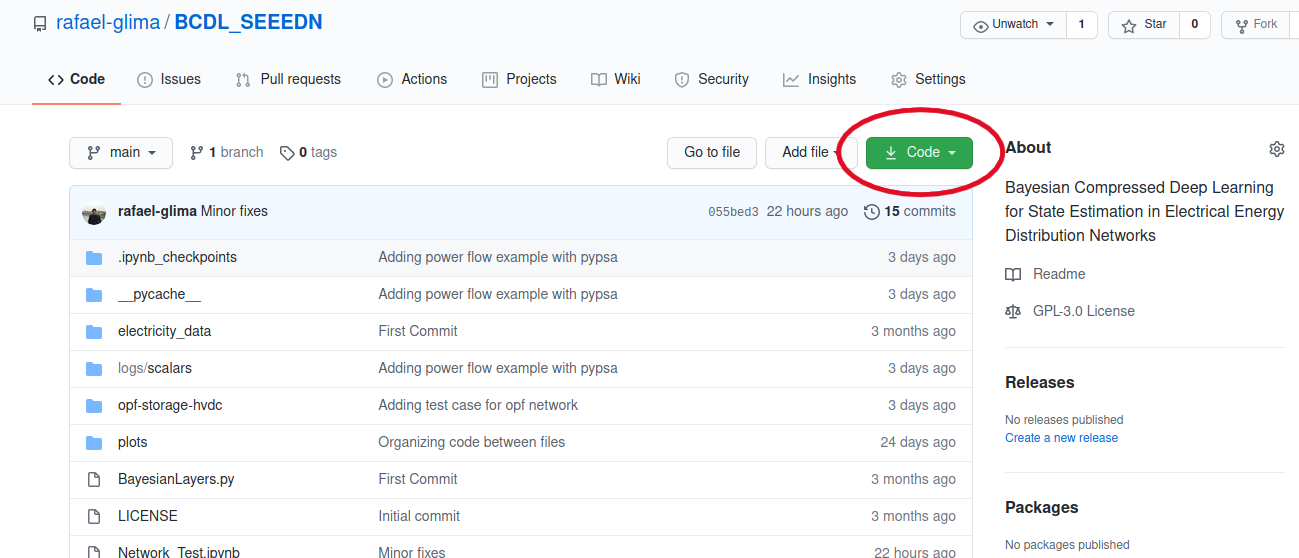 rafael-glima / BCDL_SEEEDN
Unwatch 1 Star 0 Fork
Code Issues Pull requests Actions Projects Wiki Security Insights Settings
main 1 branch 0 tags Go to file Add file Code
About
Bayesian Compressed Deep Learning
for State Estimation in Electrical Energy
Distribution Networks
Readme
GPL-3.0 License
Releases
No releases published
Create a new release
Packages
No packages published
rafael-glima Minor fixes 055bed3 22 hours ago 15 commits
.ipynb_checkpoints Adding power flow example with pypsa 3 days ago
__pycache__ Adding power flow example with pypsa 3 days ago
electricity_data First Commit 3 months ago
logs/scalars Adding power flow example with pypsa 3 days ago
opf-storage-hvdc Adding test case for opf network 3 days ago
plots Organizing code between files 24 days ago
BayesianLayers.py First Commit 3 months ago
LICENSE Initial commit 3 months ago
Network_Test.ipynb Minor fixes 22 hours ago